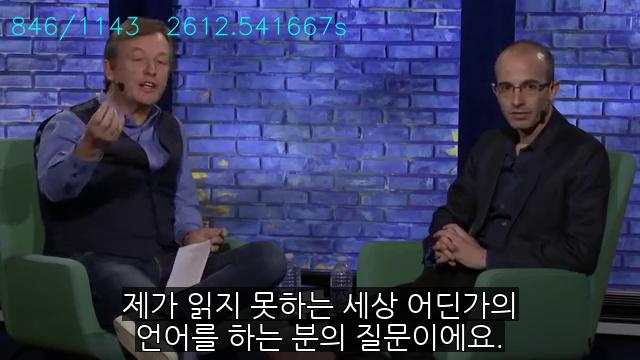 846/1143 2612.541667s
제가 읽지 못하는 세상 어딘가의
언어를 하는 분의 질문이에요.